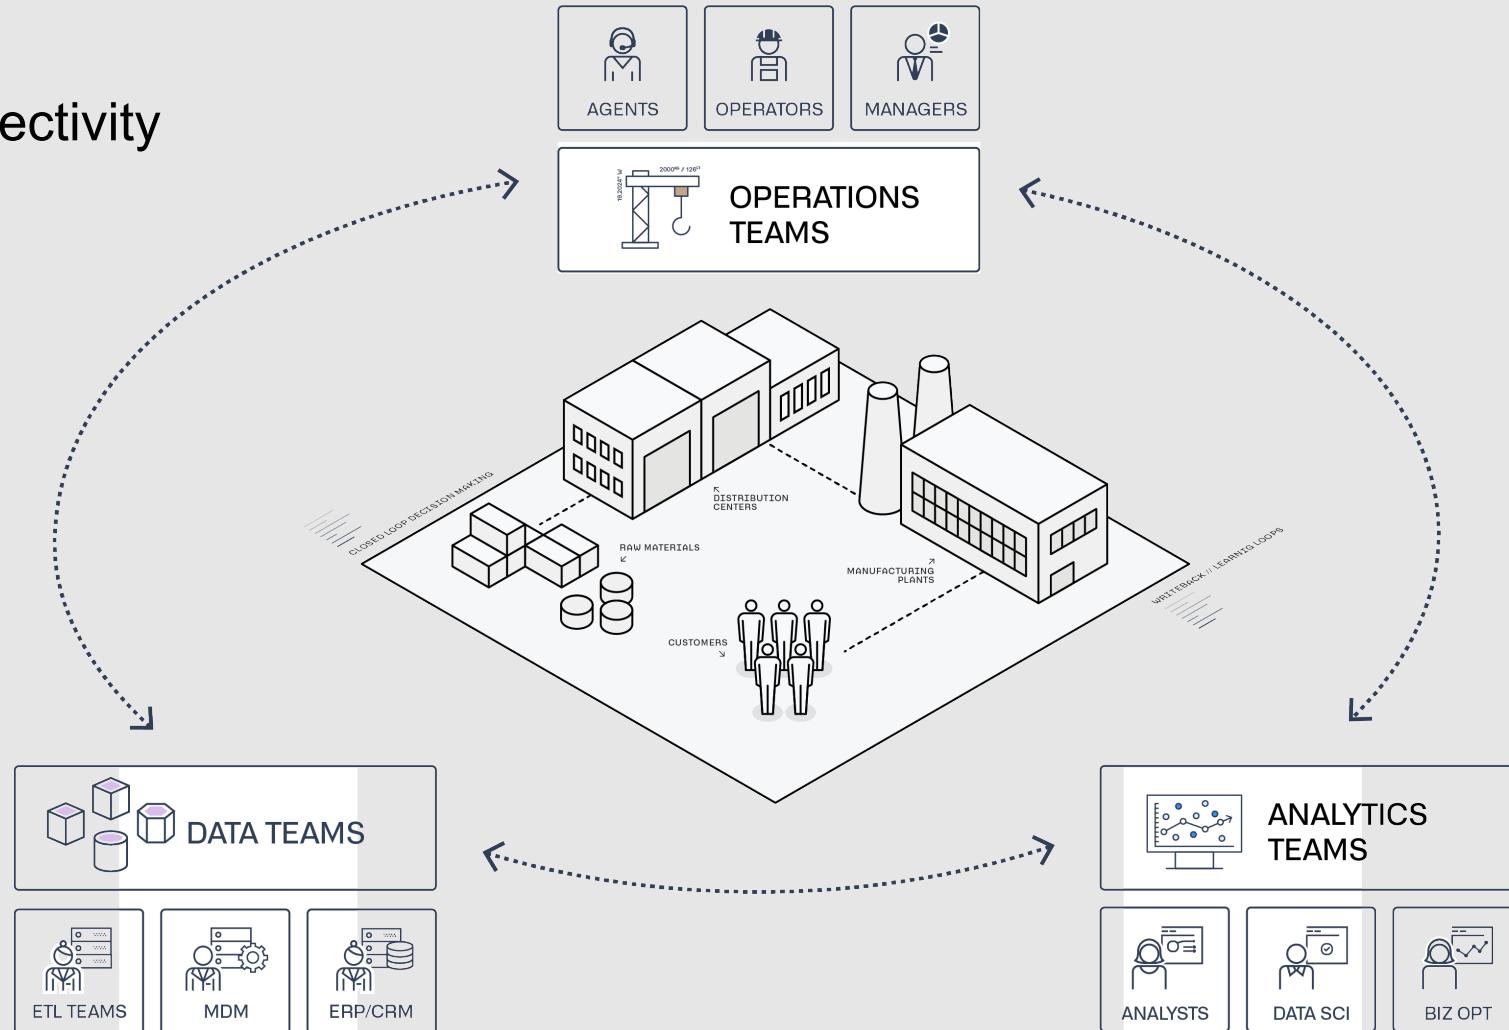 ectivity
AGENTS
OPERATORS
MANAGERS
OPERATIONS
TEAMS
CLOSED LOOP DECISION MAKING
DISTRIBUTION
CENTERS
RAW MATERIALS
MANUFACTURING
PLANTS
CUSTOMERS
WRITEBACK // LEARNIG LOOPS
DATA TEAMS
ANALYTICS
TEAMS
ETL TEAMS
MDM
ERP/CRM
ANALYSTS
DATA SCI
BIZ OPT